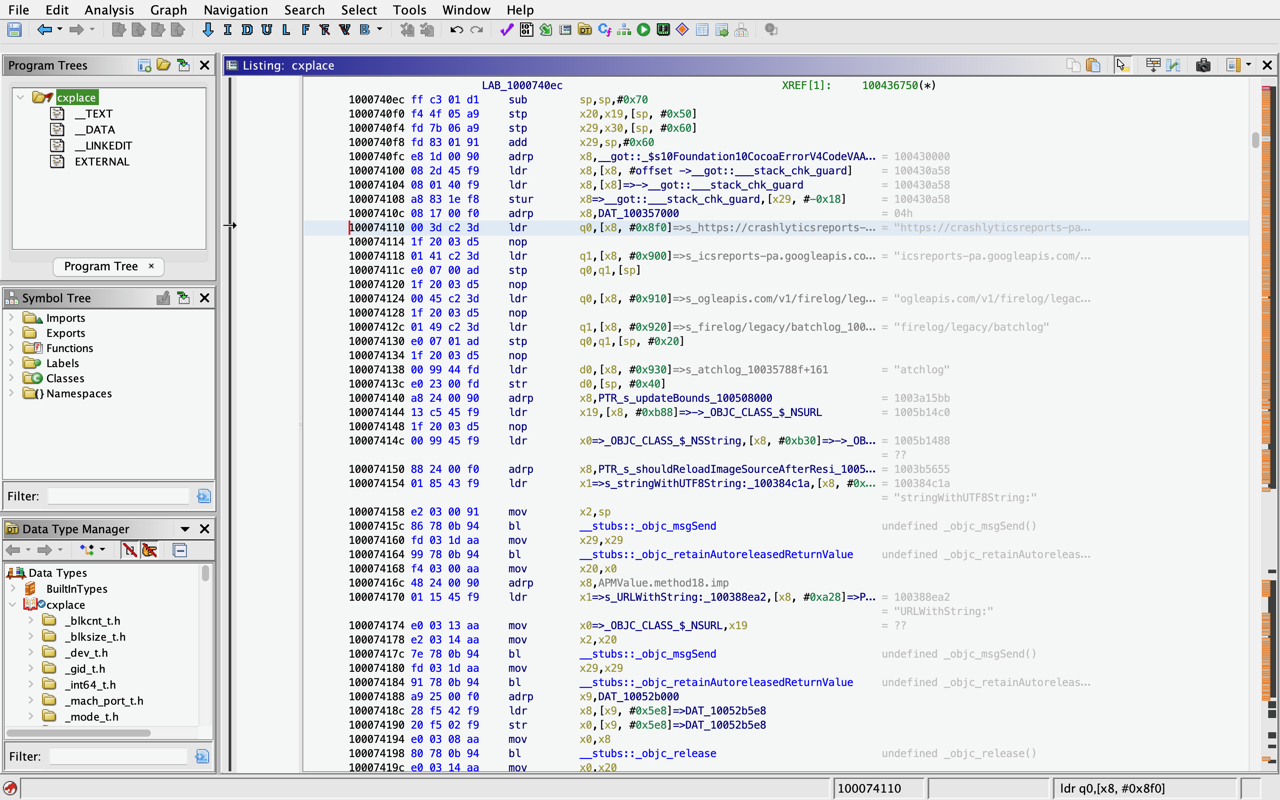 File Edit Analysis Graph Navigation Search Select Tools Window Help
Program Trees
cxplace
__TEXT
__DATA
__LINKEDIT
EXTERNAL
Program Tree ×
Symbol Tree
Imports
Exports
Functions
Labels
Classes
Namespaces
Filter:
Data Type Manager
Data Types
BuiltInTypes
cxplace
_blkcnt_t.h
_blksize_t.h
_dev_t.h
_gid_t.h
_int64_t.h
_mach_port_t.h
_mode_t.h
Filter:
Listing: cxplace
LAB_1000740ec XREF[1]: 100436750(*)
1000740ec ff c3 01 d1 sub sp,sp,#0x70
1000740f0 f4 4f 05 a9 stp x20,x19,[sp, #0x50]
1000740f4 fd 7b 06 a9 stp x29,x30,[sp, #0x60]
1000740f8 fd 83 01 91 add x29,sp,#0x60
1000740fc e8 1d 00 90 adrp x8,__got::_$s10Foundation10CocoaErrorV4CodeVAA... = 100430000
100074100 08 2d 45 f9 ldr x8,[x8, #offset ->__got::___stack_chk_guard] = 100430a58
100074104 08 01 40 f9 ldr x8,[x8]=>->__got::___stack_chk_guard = 100430a58
100074108 a8 83 1e f8 stur x8=>__got::___stack_chk_guard,[x29, #-0x18] = 100430a58
10007410c 08 17 00 f0 adrp x8,DAT_100357000 = 04h
100074110 00 3d c2 3d ldr q0,[x8, #0x8f0]=>s_https://crashlyticsreports-... = "https://crashlyticsreports-pa...
100074114 1f 20 03 d5 nop
100074118 01 41 c2 3d ldr q1,[x8, #0x900]=>s_icsreports-pa.googleapis.co... = "icsreports-pa.googleapis.com/...
10007411c e0 07 00 ad stp q0,q1,[sp]
100074120 1f 20 03 d5 nop
100074124 00 45 c2 3d ldr q0,[x8, #0x910]=>s_ogleapis.com/v1/firelog/leg... = "ogleapis.com/v1/firelog/legac...
100074128 1f 20 03 d5 nop
10007412c 01 49 c2 3d ldr q1,[x8, #0x920]=>s_firelog/legacy/batchlog_100... = "firelog/legacy/batchlog"
100074130 e0 07 01 ad stp q0,q1,[sp, #0x20]
100074134 1f 20 03 d5 nop
100074138 00 99 44 fd ldr d0,[x8, #0x930]=>s_atchlog_10035788f+161 = "atchlog"
10007413c e0 23 00 fd str d0,[sp, #0x40]
100074140 a8 24 00 90 adrp x8,PTR_s_updateBounds_100508000 = 1003a15bb
100074144 13 c5 45 f9 ldr x19,[x8, #0xb88]=>->_OBJC_CLASS_$_NSURL = 1005b14c0
100074148 1f 20 03 d5 nop
10007414c 00 99 45 f9 ldr x0=>_OBJC_CLASS_$_NSString,[x8, #0xb30]=>->_OB... = 1005b1488
= ??
100074150 88 24 00 f0 adrp x8,PTR_s_shouldReloadImageSourceAfterResi_1005... = 1003b5655
100074154 01 85 43 f9 ldr x1=>s_stringWithUTF8String:_100384c1a,[x8, #0x... = 100384c1a
= "stringWithUTF8String:"
100074158 e2 03 00 91 mov x2,sp
10007415c 86 78 0b 94 bl __stubs::_objc_msgSend undefined _objc_msgSend()
100074160 fd 03 1d aa mov x29,x29
100074164 99 78 0b 94 bl __stubs::_objc_retainAutoreleasedReturnValue undefined _objc_retainAutoreleas...
100074168 f4 03 00 aa mov x20,x0
10007416c 48 24 00 90 adrp x8,APMValue.method18.imp
100074170 01 15 45 f9 ldr x1=>s_URLWithString:_100388ea2,[x8, #0xa28]=>P... = 100388ea2
= "URLWithString:"
100074174 e0 03 13 aa mov x0=>_OBJC_CLASS_$_NSURL,x19 = ??
100074178 e2 03 14 aa mov x2,x20
10007417c 7e 78 0b 94 bl __stubs::_objc_msgSend undefined _objc_msgSend()
100074180 fd 03 1d aa mov x29,x29
100074184 91 78 0b 94 bl __stubs::_objc_retainAutoreleasedReturnValue undefined _objc_retainAutoreleas...
100074188 a9 25 00 f0 adrp x9,DAT_10052b000
10007418c 28 f5 42 f9 ldr x8,[x9, #0x5e8]=>DAT_10052b5e8
100074190 20 f5 02 f9 str x0,[x9, #0x5e8]=>DAT_10052b5e8
100074194 e0 03 08 aa mov x0,x8
100074198 80 78 0b 94 bl __stubs::_objc_release undefined _objc_release()
10007419c e0 03 14 aa mov x0,x20
100074110 ldr q0,[x8, #0x8f0]